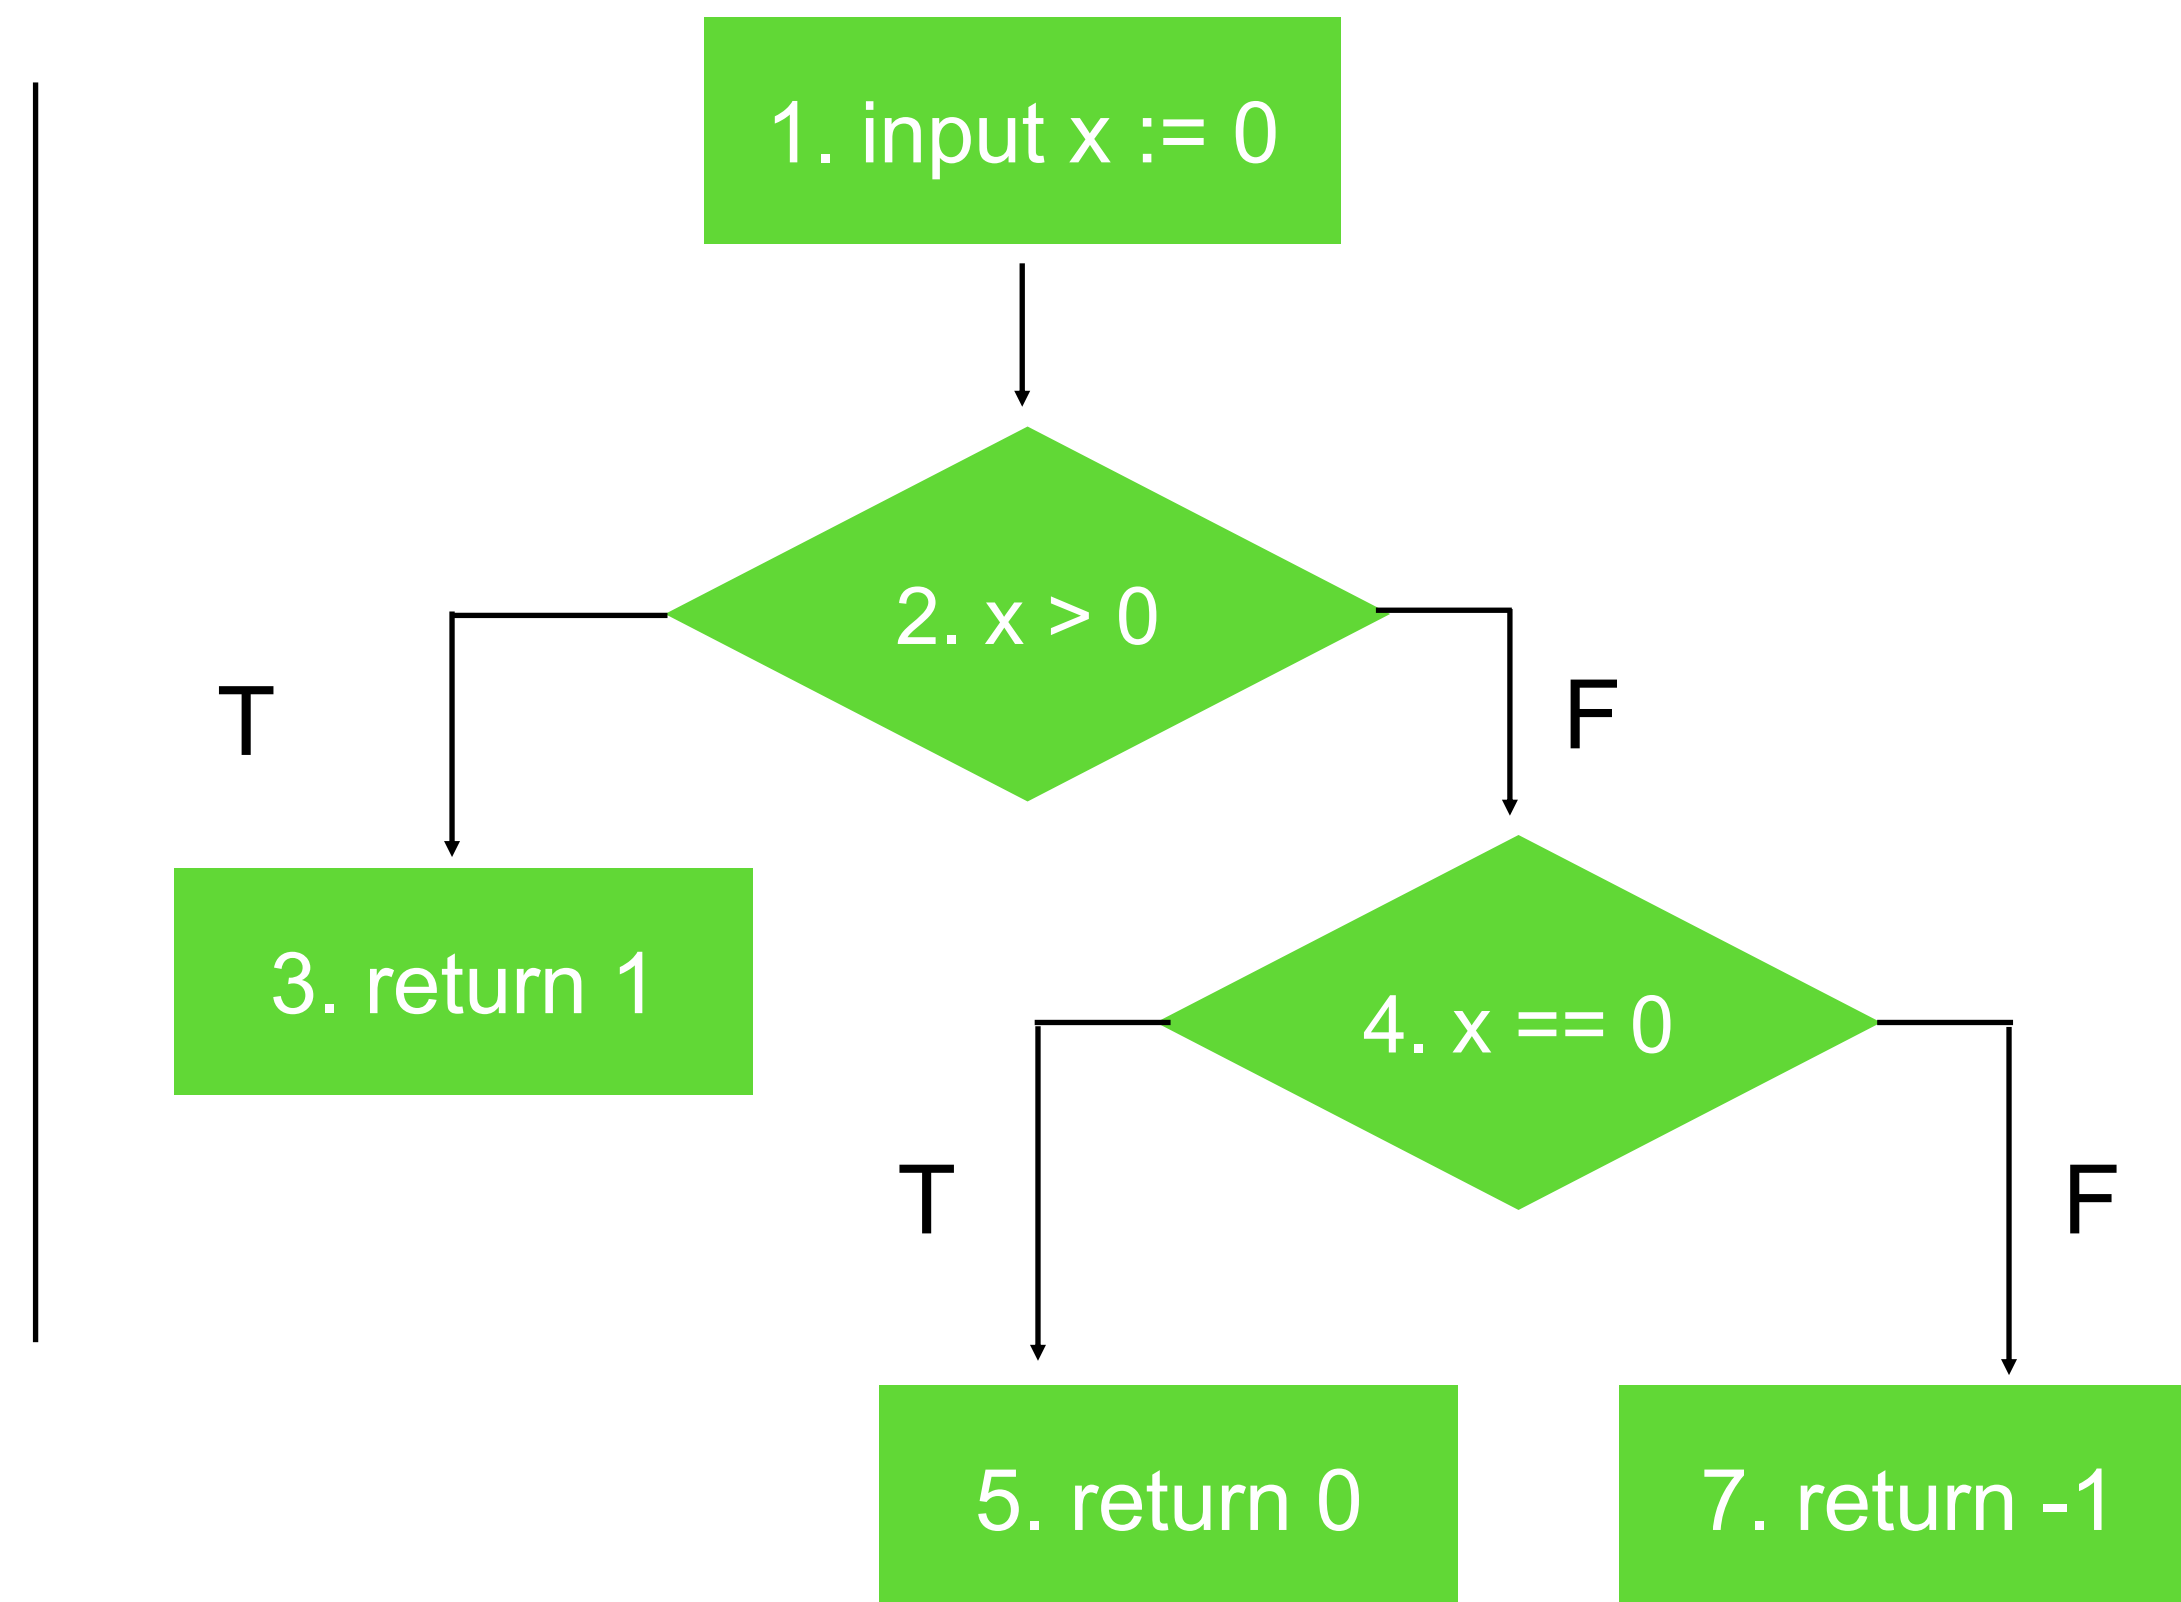 1. input x := 0
2. x > 0
T
F
3. return 1
4. x == 0
T
F
5. return 0
7. return -1